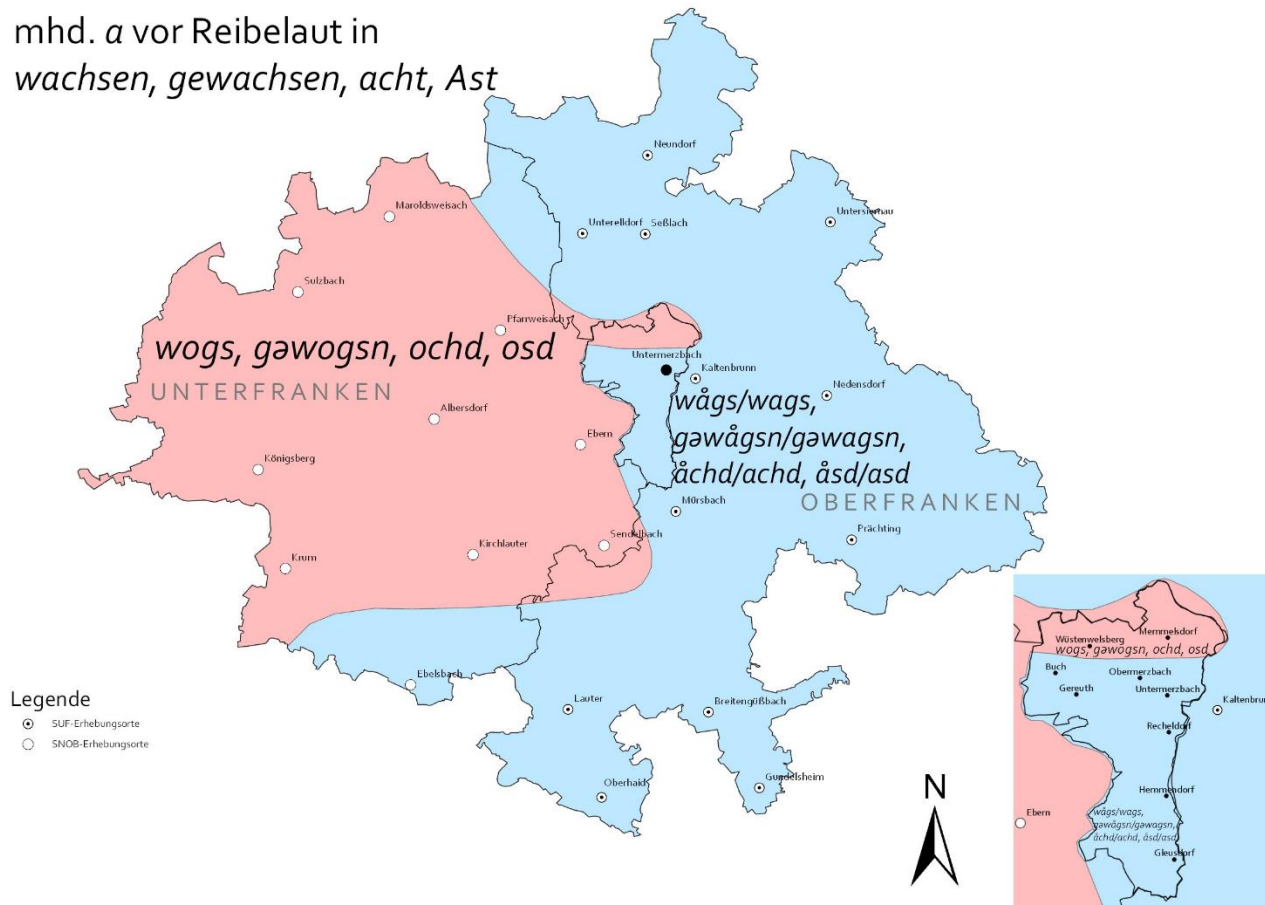 mhd. a vor Reibelaut in
wachsen, gewachsen, acht, Ast
Neundorf
Maroldsweisach
Untersiemau
Unterelldorf
Seßlach
Sulzbach
Pfarrweisach
wogs, gəwogsn, ochd, osd
UNTERFRANKEN
Untermerzbach
Kaltenbrunn
Nedensdorf
wågs/wags,
gəwågsn/gəwagsn,
åchd/achd, åsd/asd
OBERFRANKEN
Albersdorf
Ebern
Königsberg
Mürsbach
Prächting
Sendelbach
Kirchlauter
Krum
Ebelsbach
Lauter
Breitengüßbach
Oberhaid
Gundelsheim
Legende
SUF-Erhebungsorte
SNOB-Erhebungsorte
N
Memmelsdorf
Wüstenwelsberg
wogs, gəwogsn, ochd, osd
Buch
Obermerzbach
Gereuth
Untermerzbach
Kaltenbrunn
Recheldorf
Hemmendorf
Ebern
wågs/wags,
gəwågsn/gəwagsn,
åchd/achd, åsd/asd
Gleusdorf